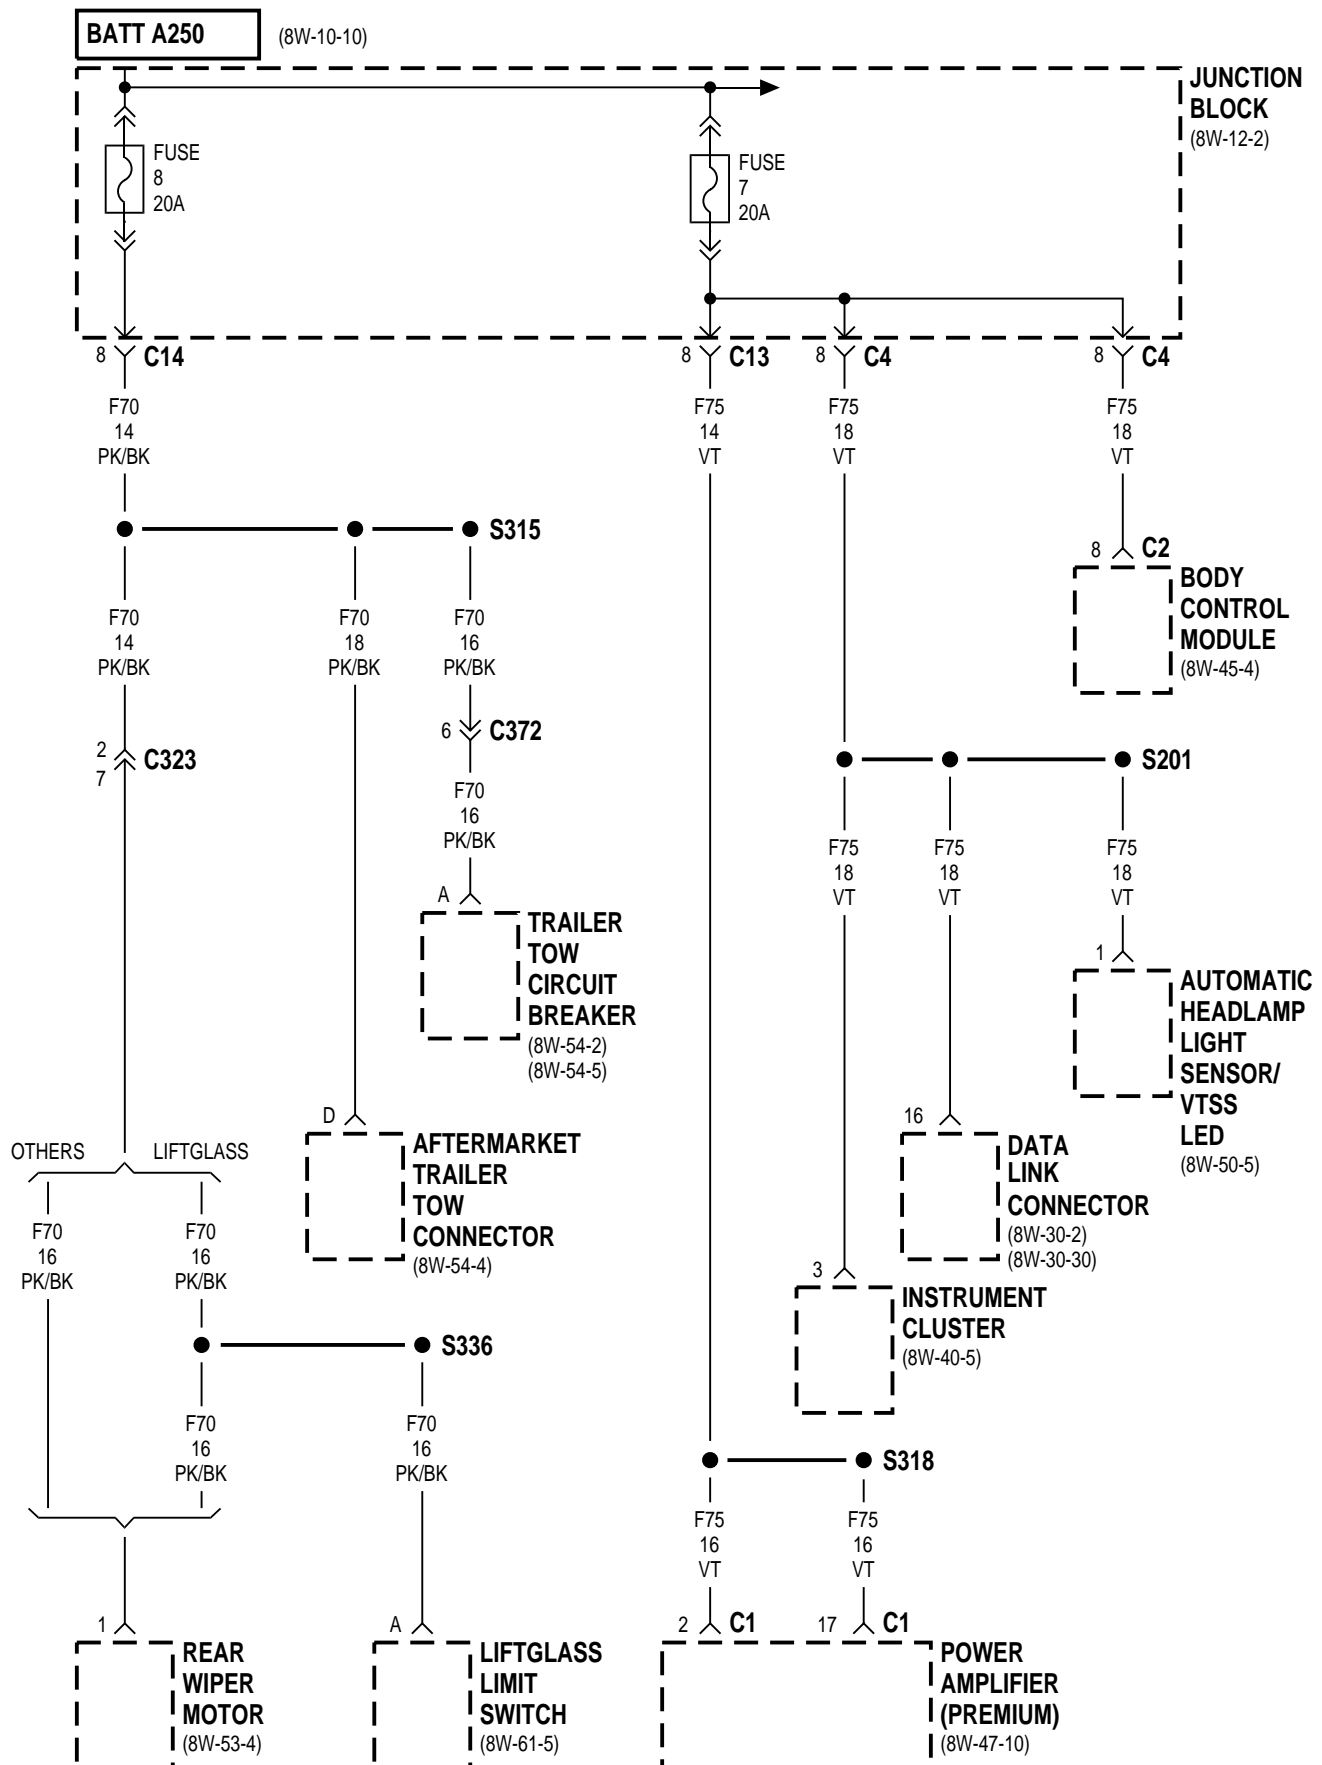 BATT A250 (8W-10-10)
JUNCTION
BLOCK
(8W-12-2)
FUSE
8
20A
FUSE
7
20A
8 C14
8 C13
8 C4
8 C4
F70
14
PK/BK
F75
14
VT
F75
18
VT
F75
18
VT
S315
8 C2
BODY
CONTROL
MODULE
(8W-45-4)
F70
14
PK/BK
F70
18
PK/BK
F70
16
PK/BK
6 C372
2
7
C323
S201
F70
16
PK/BK
F75
18
VT
F75
18
VT
F75
18
VT
A
TRAILER
TOW
CIRCUIT
BREAKER
(8W-54-2)
(8W-54-5)
1
AUTOMATIC
HEADLAMP
LIGHT
SENSOR/
VTSS
LED
(8W-50-5)
D
AFTERMARKET
TRAILER
TOW
CONNECTOR
(8W-54-4)
16
DATA
LINK
CONNECTOR
(8W-30-2)
(8W-30-30)
OTHERS LIFTGLASS
F70
16
PK/BK
F70
16
PK/BK
3
INSTRUMENT
CLUSTER
(8W-40-5)
S336
F70
16
PK/BK
F70
16
PK/BK
S318
F75
16
VT
F75
16
VT
1
REAR
WIPER
MOTOR
(8W-53-4)
A
LIFTGLASS
LIMIT
SWITCH
(8W-61-5)
2 C1
17 C1
POWER
AMPLIFIER
(PREMIUM)
(8W-47-10)